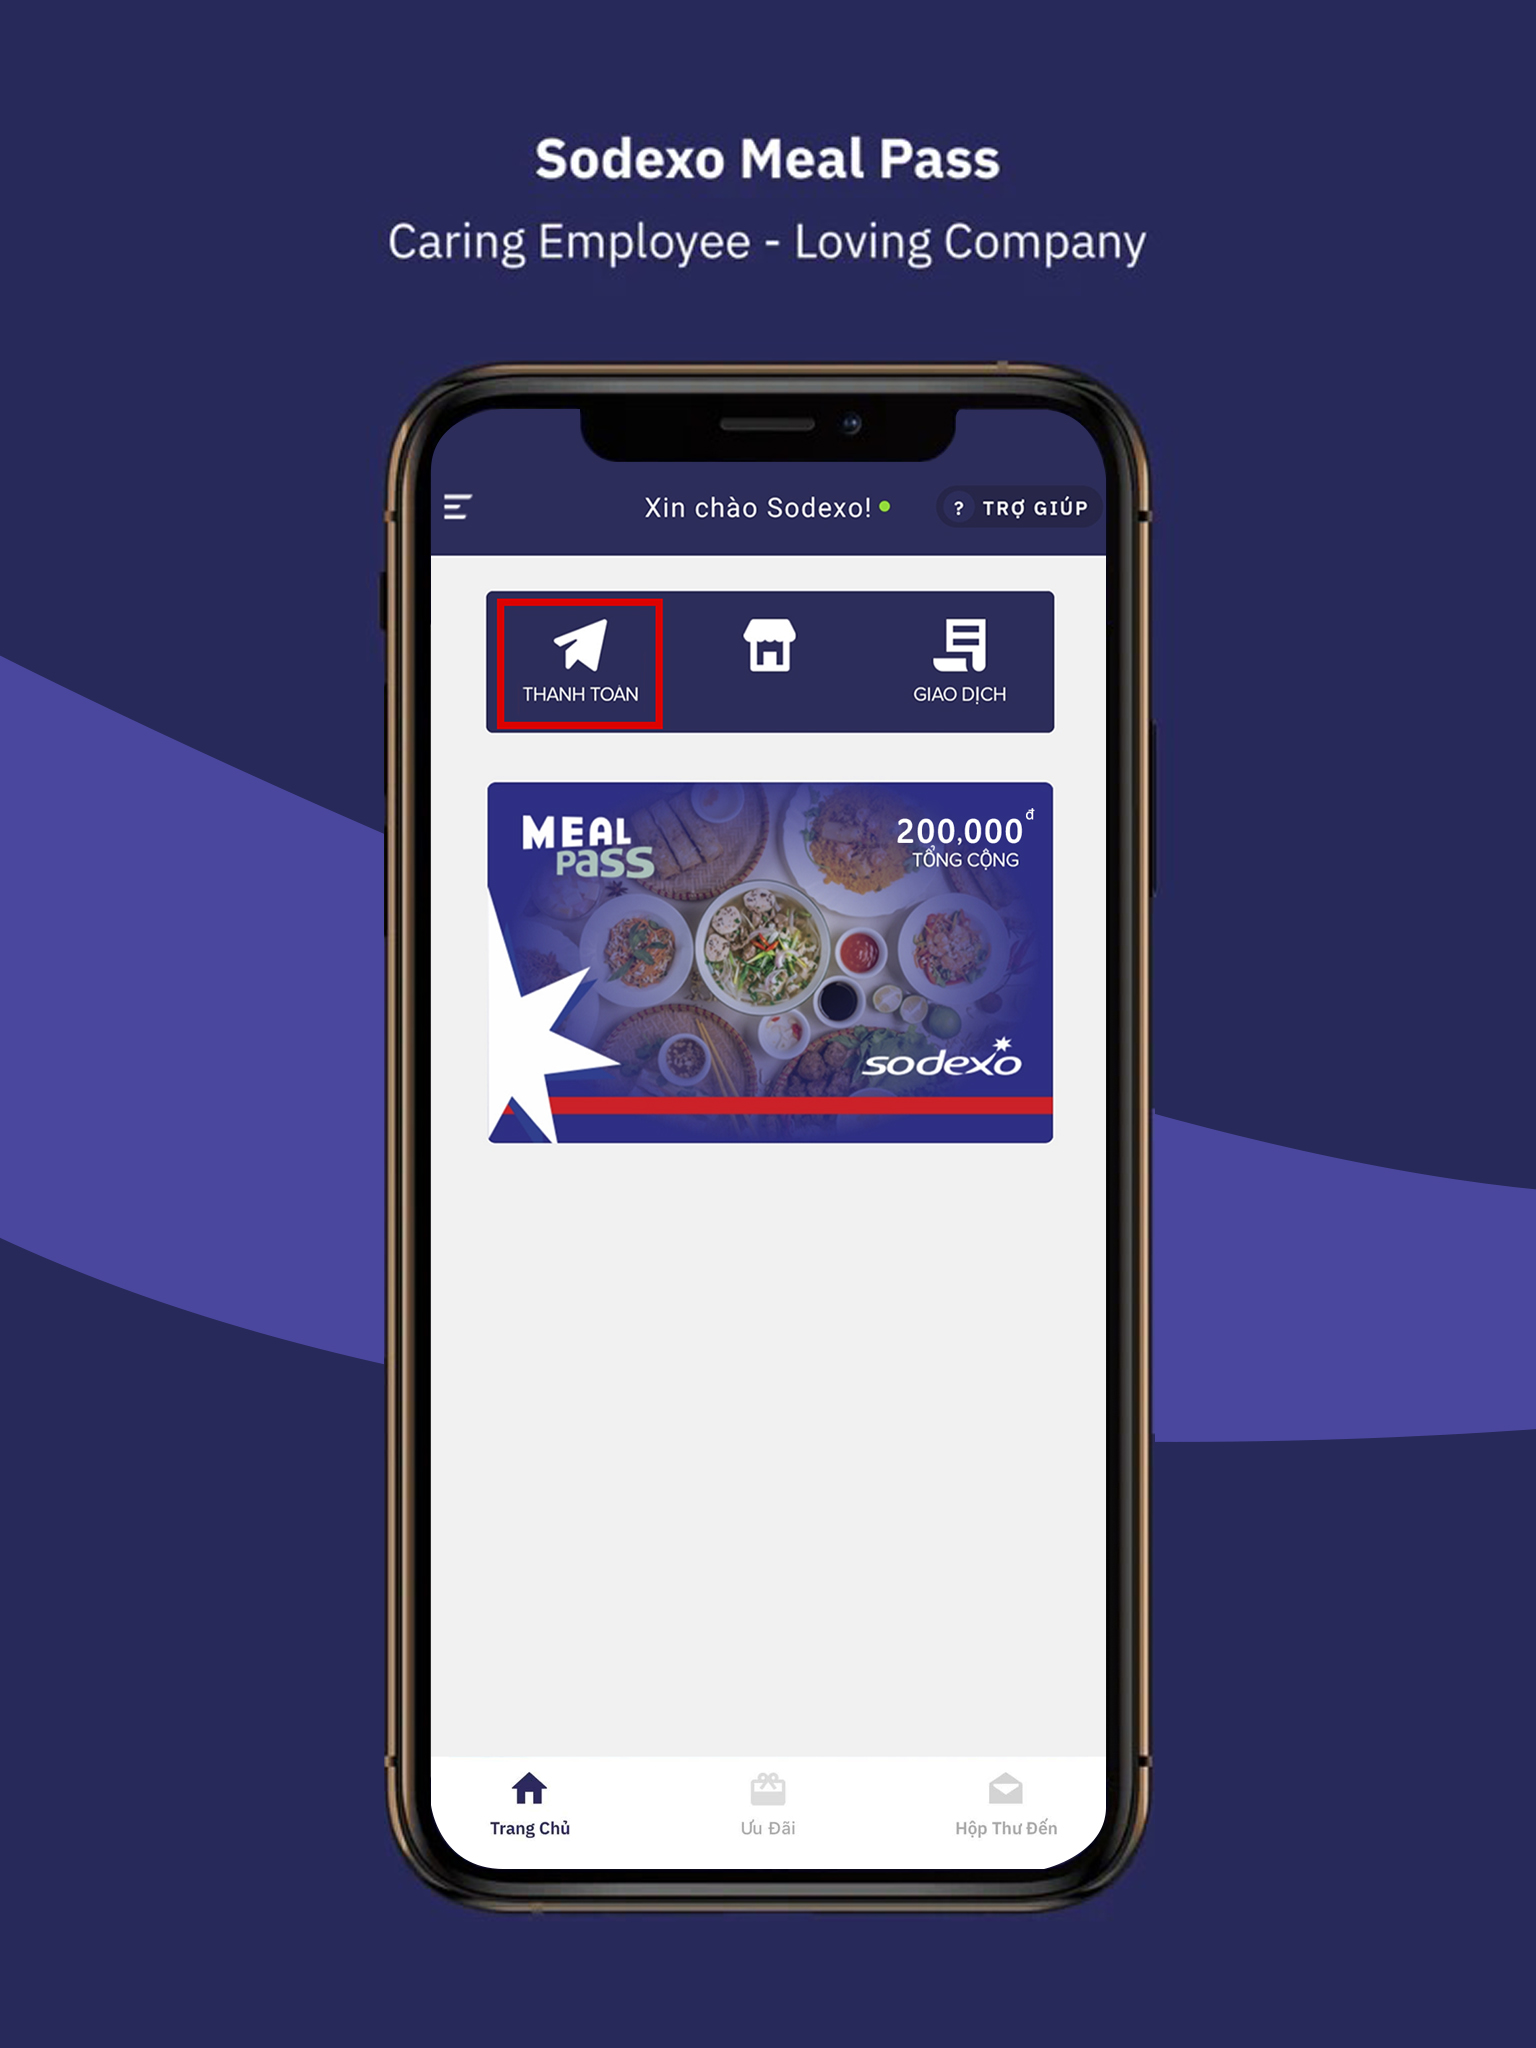 Sodexo Meal Pass
Caring Employee - Loving Company
Xin chào Sodexo!
? TRỢ GIÚP
THANH TOÁN
GIAO DỊCH
MEAL
pass
200,000đ
TỔNG CỘNG
sodexo
Trang Chủ
Ưu Đãi
Hộp Thư Đến